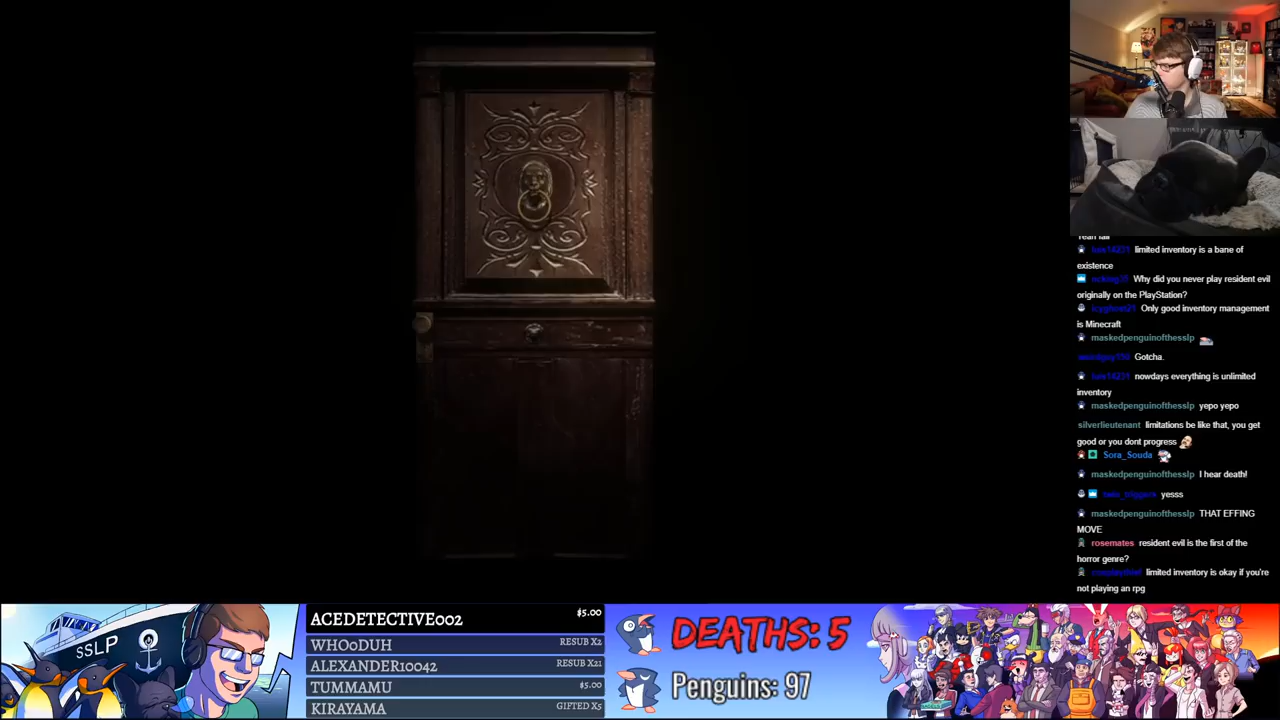 limited inventory is a bane of
existence
Why did you never play resident evil
originally on the PlayStation?
Only good inventory management
is Minecraft
maskedpenguinofthesslp
Gotcha.
nowdays everything is unlimited
inventory
maskedpenguinofthesslp yepo yepo
silverlieutenant limitations be like that, you get
good or you dont progress
Sora_Souda
maskedpenguinofthesslp I hear death!
yesss
maskedpenguinofthesslp THAT EFFING
MOVE
rosemates resident evil is the first of the
horror genre?
limited inventory is okay if you're
not playing an rpg
SSLP
ACEDETECTIVE002 $5.00
WHO0DUH RESUB X2
ALEXANDER10042 RESUB X21
TUMMAMU $5.00
KIRAYAMA GIFTED X5
DEATHS: 5
Penguins: 97